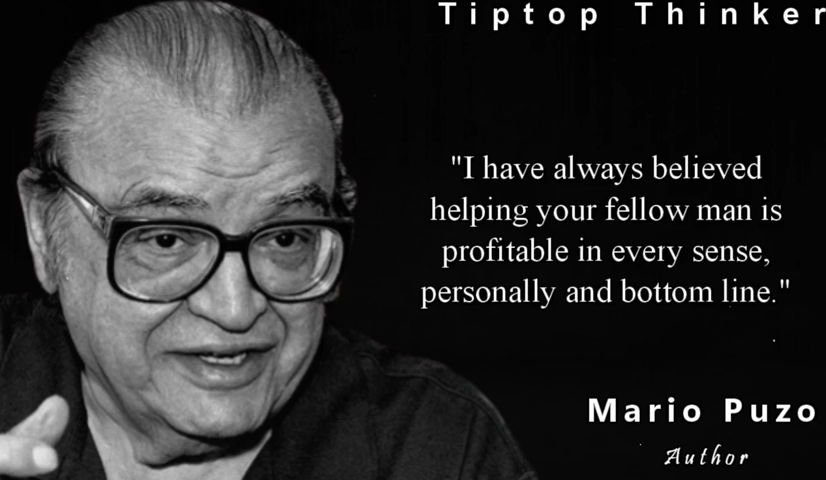 Tiptop Thinker
"I have always believed
helping your fellow man is
profitable in every sense,
personally and bottom line."
Mario Puzo
Author